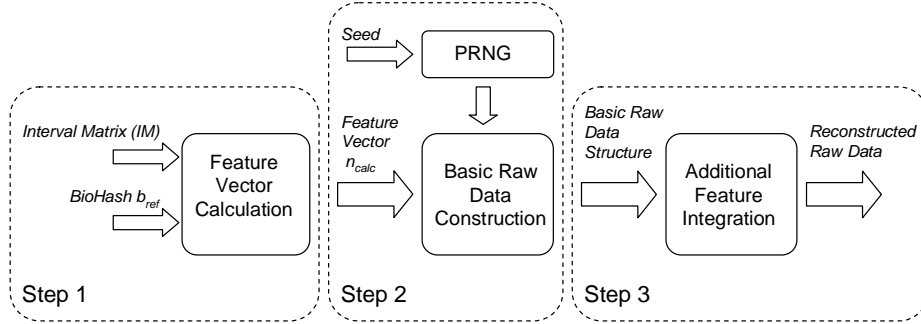 Interval Matrix (IM)
BioHash b_ref
Feature
Vector
Calculation
Step 1
Seed
PRNG
Feature
Vector
n_calc
Basic Raw
Data
Construction
Step 2
Basic Raw
Data
Structure
Additional
Feature
Integration
Reconstructed
Raw Data
Step 3